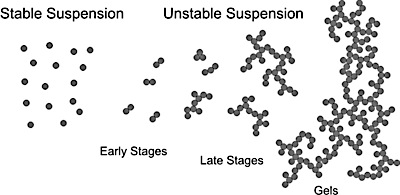 Stable Suspension
Unstable Suspension
Early Stages
Late Stages
Gels